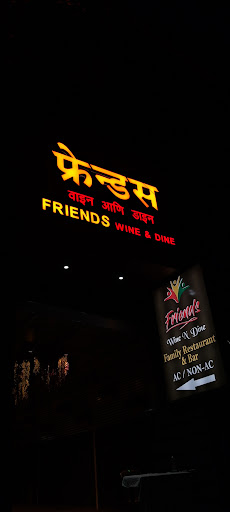 फ्रेन्डस
वाइन आणि डाइन
FRIENDS WINE & DINE
Friends
Wine 'N' Dine
Family Restaurant
& Bar
AC / NON-AC